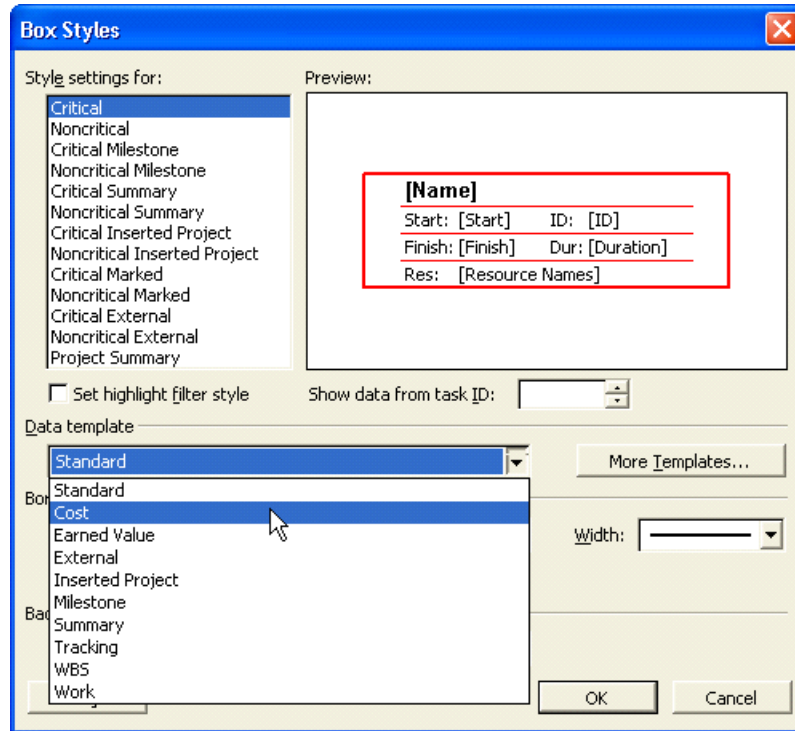 Box Styles
Style settings for:
Preview:
Critical
Noncritical
Critical Milestone
Noncritical Milestone
Critical Summary
Noncritical Summary
Critical Inserted Project
Noncritical Inserted Project
Critical Marked
Noncritical Marked
Critical External
Noncritical External
Project Summary
[Name]
Start: [Start] ID: [ID]
Finish: [Finish] Dur: [Duration]
Res: [Resource Names]
Set highlight filter style
Show data from task ID:
Data template
Standard
More Templates...
Standard
Cost
Earned Value
External
Inserted Project
Milestone
Summary
Tracking
WBS
Work
Width:
OK
Cancel